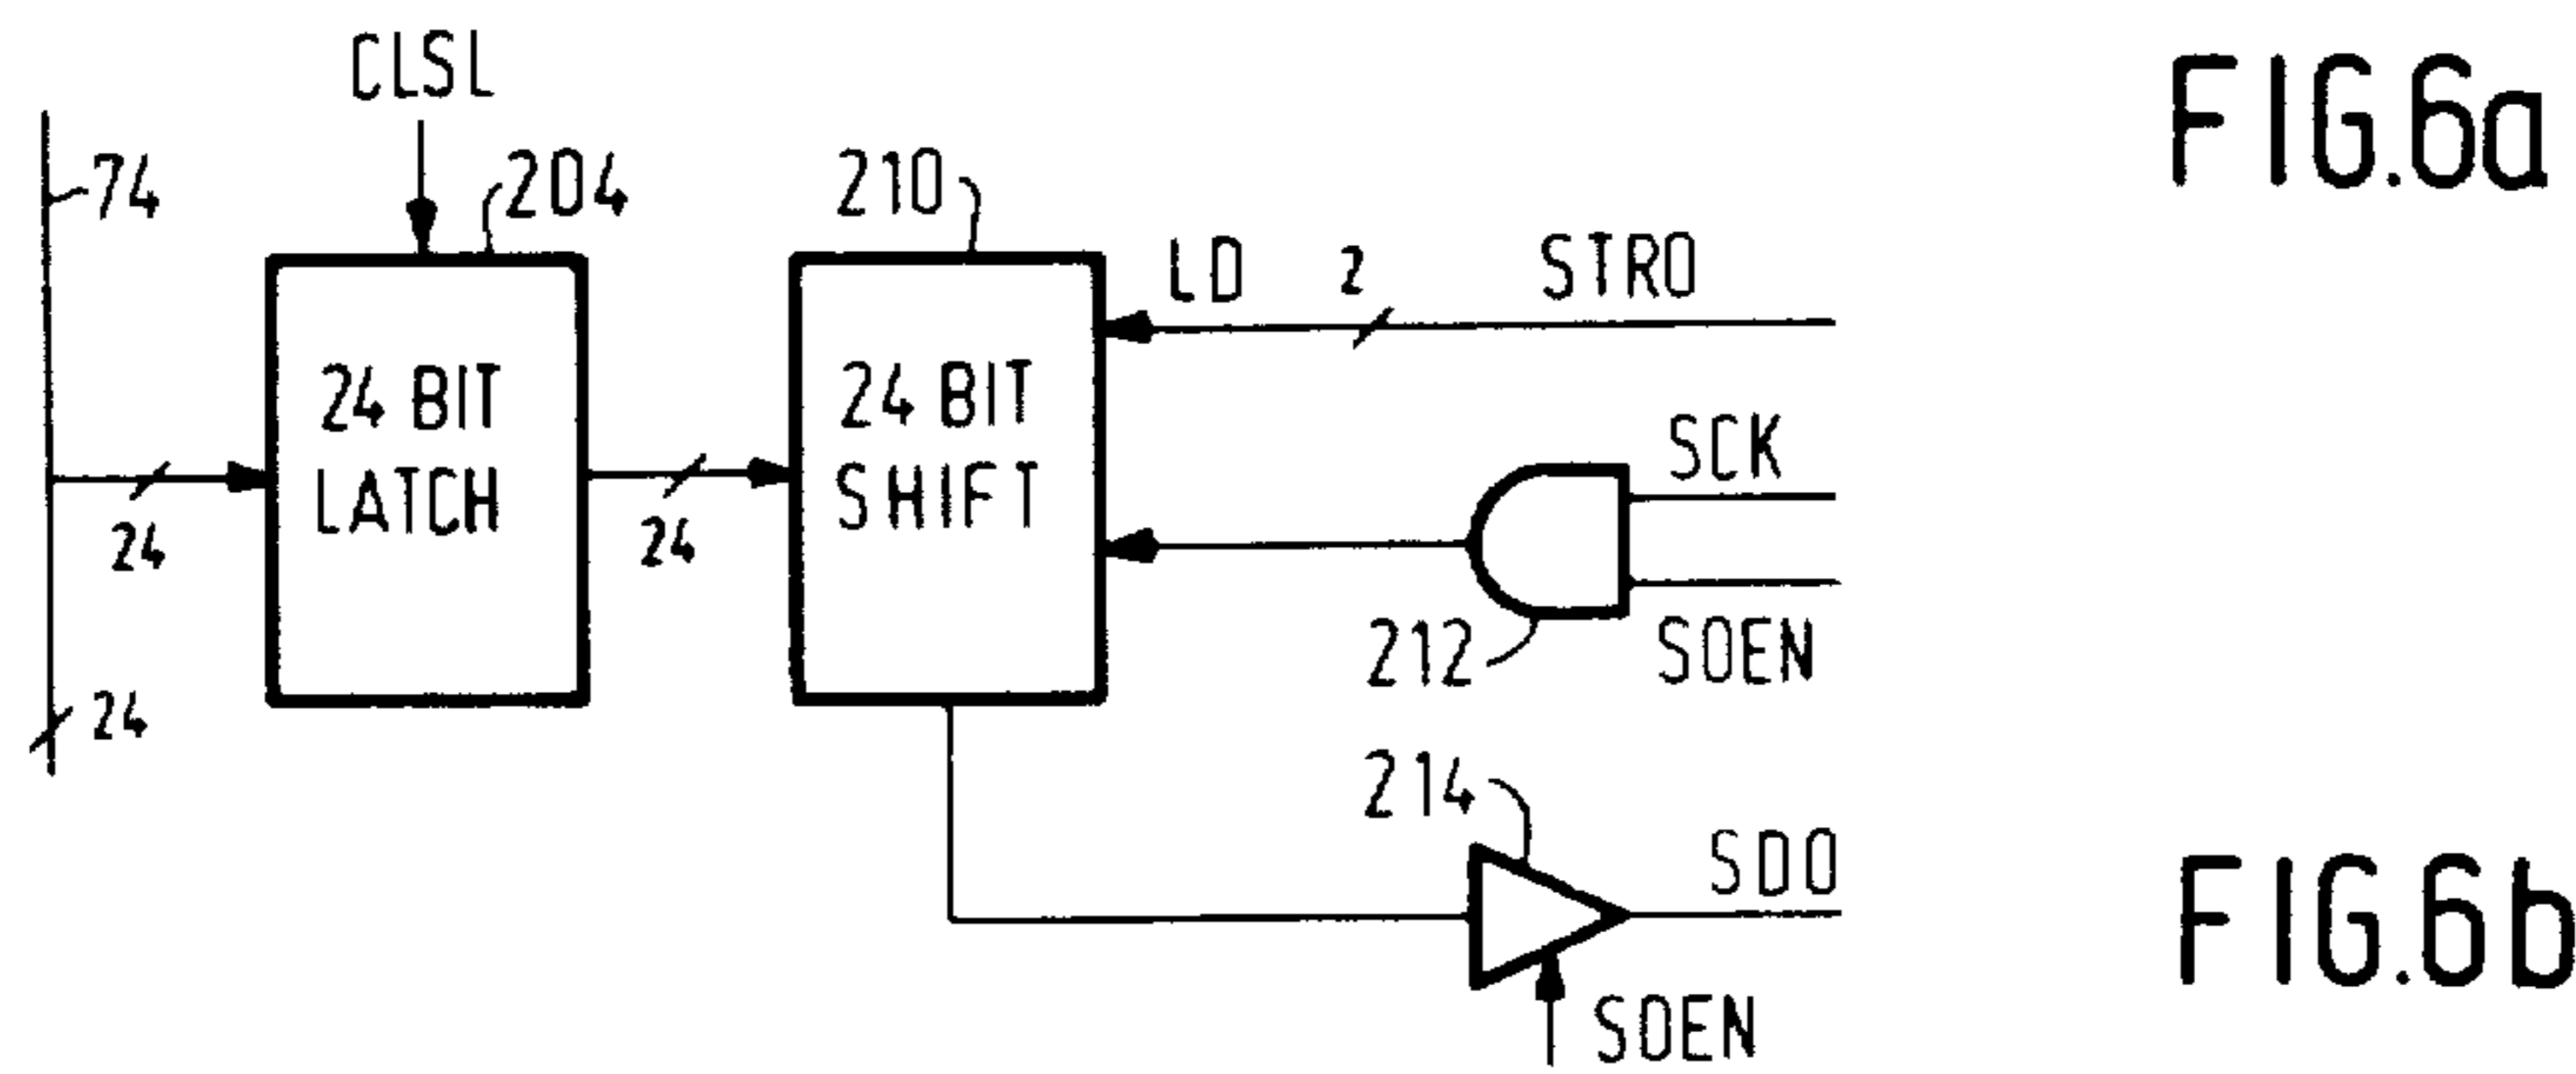 CLSL
FIG.6a
74
204
210
LD 2 STRO
24 BIT
LATCH
24 BIT
SHIFT
SCK
24
24
212
SOEN
24
214
SDO
FIG.6b
SOEN